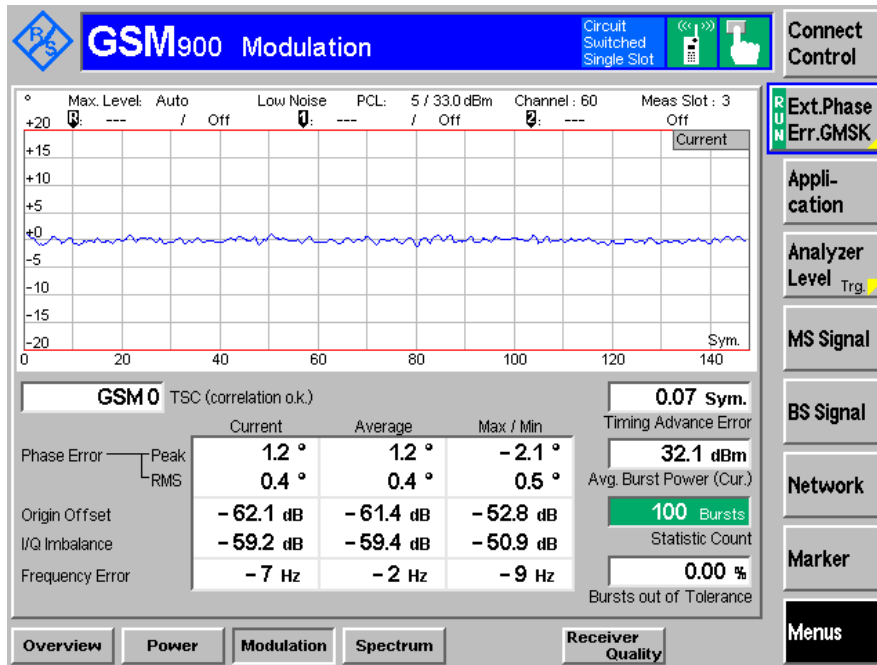 R&S
GSM900 Modulation
Circuit
Switched
Single Slot
Connect
Control
° Max. Level: Auto Low Noise PCL: 5 / 33.0 dBm Channel : 60 Meas Slot : 3
R: --- / Off 1: --- / Off 2: --- Off
Current
+20
+15
+10
+5
±0
-5
-10
-15
-20
Sym.
0 20 40 60 80 100 120 140
GSM 0 TSC (correlation o.k.)
Current Average Max / Min
Phase Error Peak 1.2 ° 1.2 ° -2.1 °
RMS 0.4 ° 0.4 ° 0.5 °
Origin Offset -62.1 dB -61.4 dB -52.8 dB
I/Q Imbalance -59.2 dB -59.4 dB -50.9 dB
Frequency Error -7 Hz -2 Hz -9 Hz
0.07 Sym.
Timing Advance Error
32.1 dBm
Avg. Burst Power (Cur.)
100 Bursts
Statistic Count
0.00 %
Bursts out of Tolerance
RUN
Ext.Phase
Err.GMSK
Appli-
cation
Analyzer
Level Trg.
MS Signal
BS Signal
Network
Marker
Menus
Overview Power Modulation Spectrum Receiver
Quality